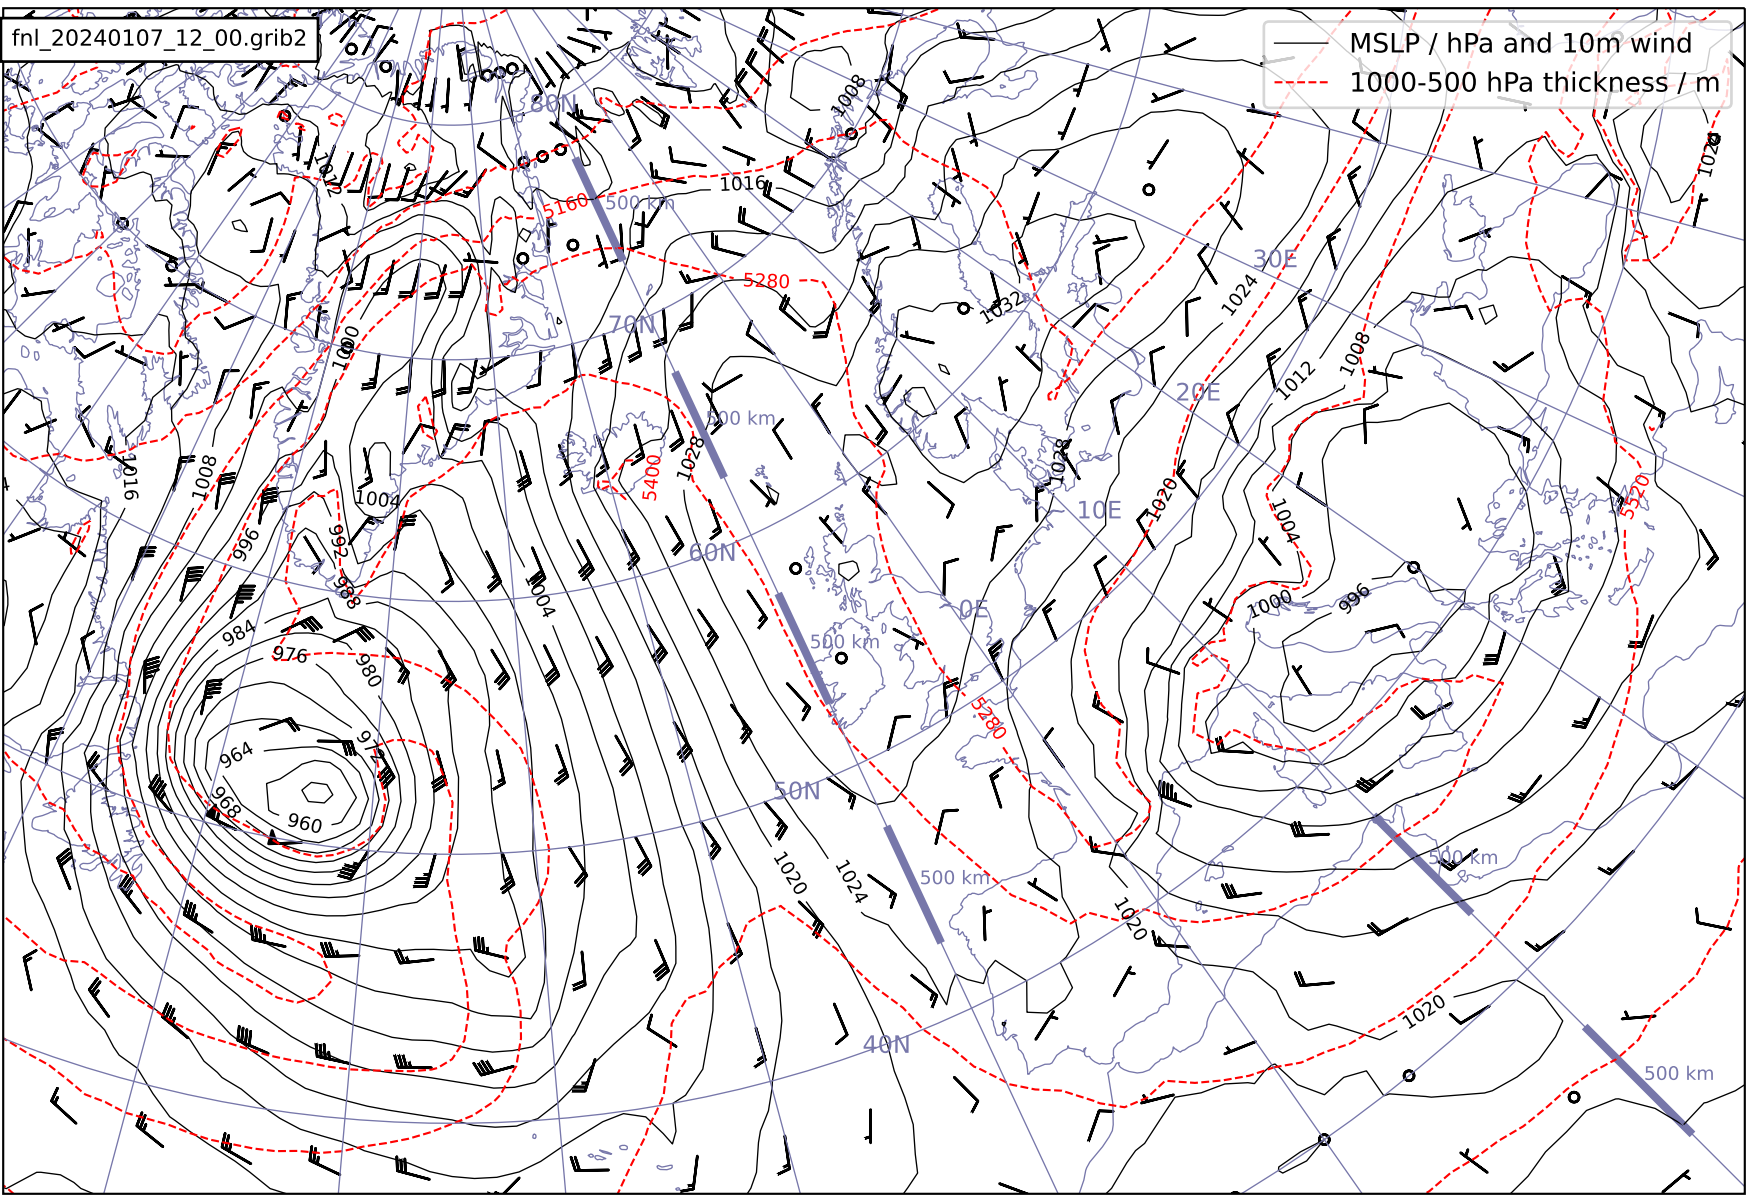 fnl_20240107_12_00.grib2
MSLP / hPa and 10m wind
1000-500 hPa thickness / m
80N
1008
1012
1016
5160
500 km
1020
30E
5280
1024
1032
70N
1000
1008
1012
20E
500 km
1028
1028
5400
1016
1008
1004
1020
5520
10E
1004
996
992
60N
988
1004
1000
996
0E
984
500 km
976
980
5280
972
964
50N
968
960
500 km
1020
1024
500 km
1020
1020
40N
500 km